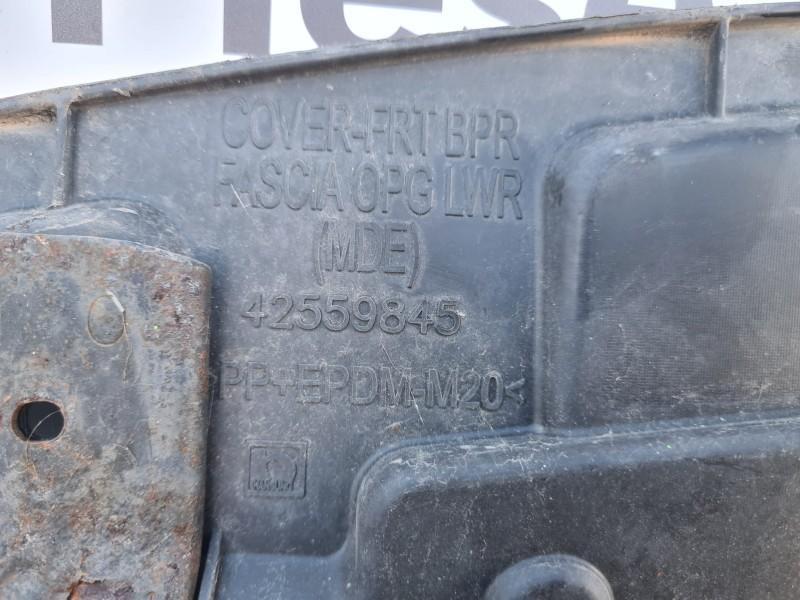 COVER-FRT BPR
FASCIA OPG LWR
(MDE)
42559845
>PP+EPDM-M20<